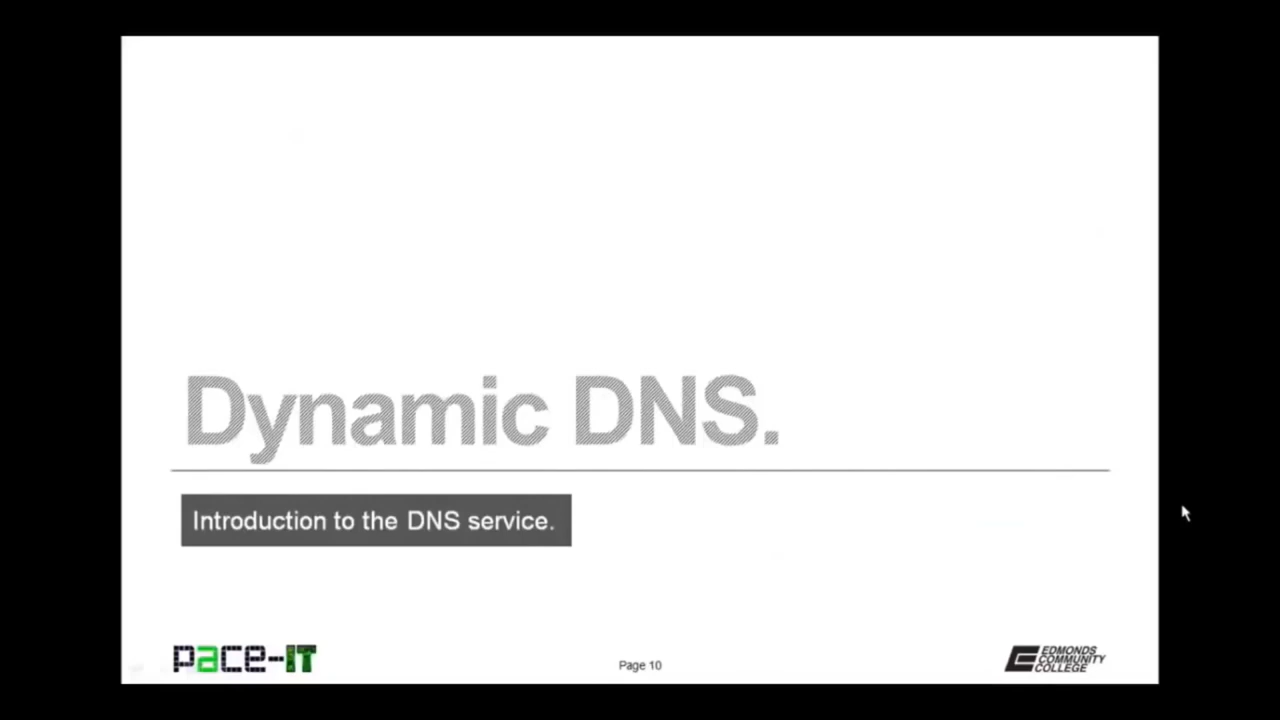 Dynamic DNS.
Introduction to the DNS service.
pace-IT
Page 10
EDMONDS
COMMUNITY
COLLEGE